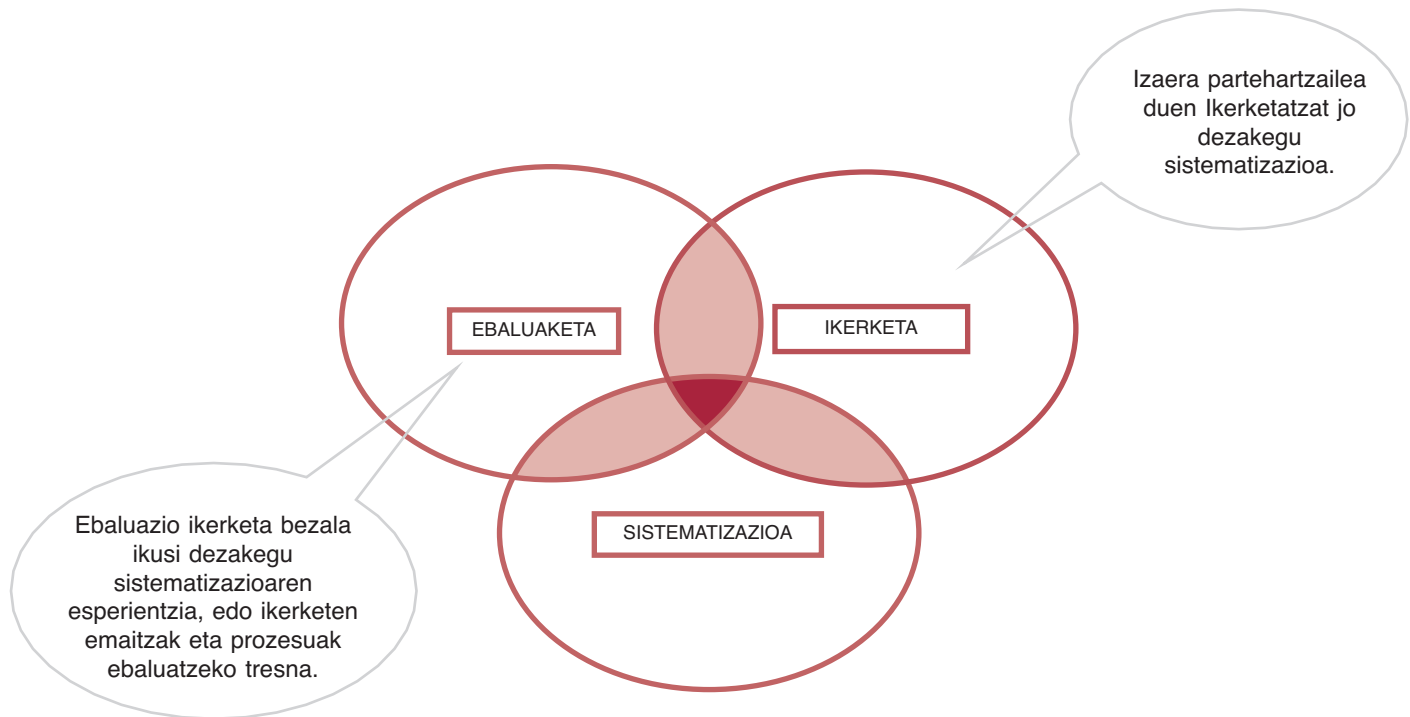 Izaera partehartzailea
duen Ikerketatzat jo
dezakegu
sistematizazioa.
EBALUAKETA
IKERKETA
SISTEMATIZAZIOA
Ebaluazio ikerketa bezala
ikusi dezakegu
sistematizazioaren
esperientzia, edo ikerketen
emaitzak eta prozesuak
ebaluatzeko tresna.